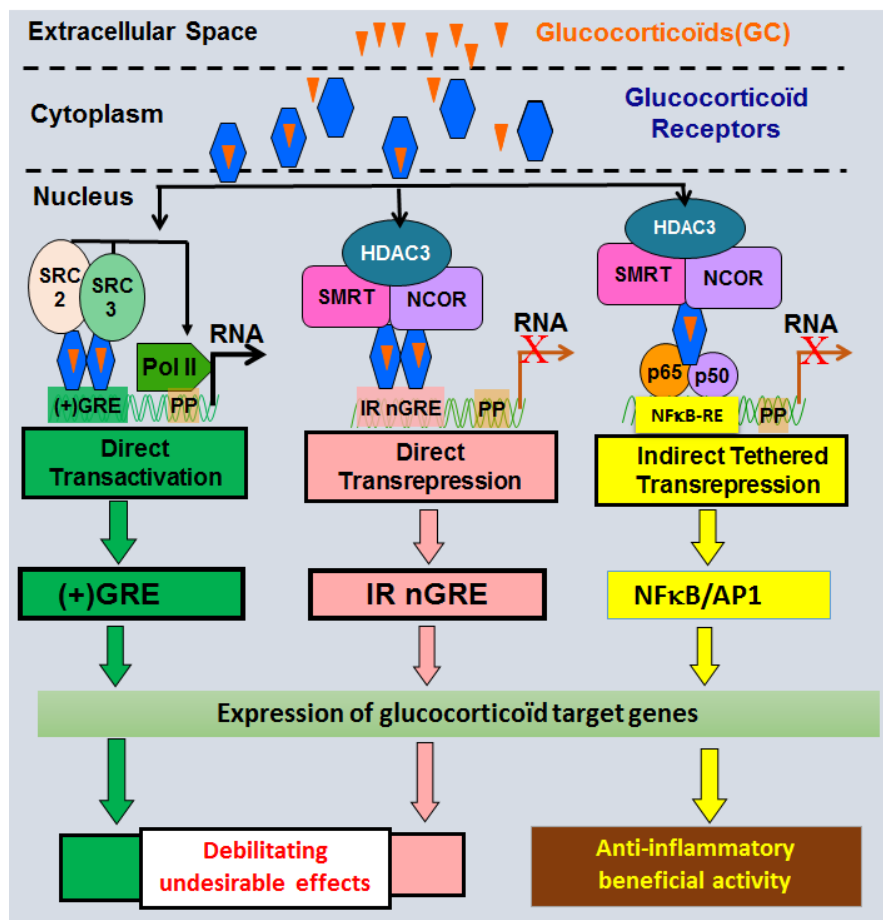 Extracellular Space
Glucocorticoïds(GC)
Cytoplasm
Glucocorticoïd
Receptors
Nucleus
SRC
2
SRC
3
Pol II
RNA
(+)GRE
PP
HDAC3
SMRT
NCOR
RNA
X
IR nGRE
PP
HDAC3
SMRT
NCOR
p65
p50
RNA
X
NFκB-RE
PP
Direct
Transactivation
Direct
Transrepression
Indirect Tethered
Transrepression
(+)GRE
IR nGRE
NFκB/AP1
Expression of glucocorticoïd target genes
Debilitating
undesirable effects
Anti-inflammatory
beneficial activity